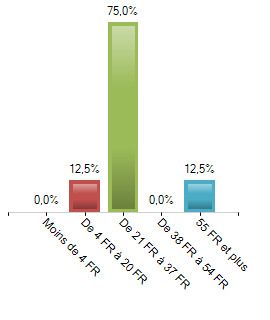 75,0%
12,5%
12,5%
0,0%
0,0%
Moins de 4 FR
De 4 FR à 20 FR
De 21 FR à 37 FR
De 38 FR à 54 FR
55 FR et plus